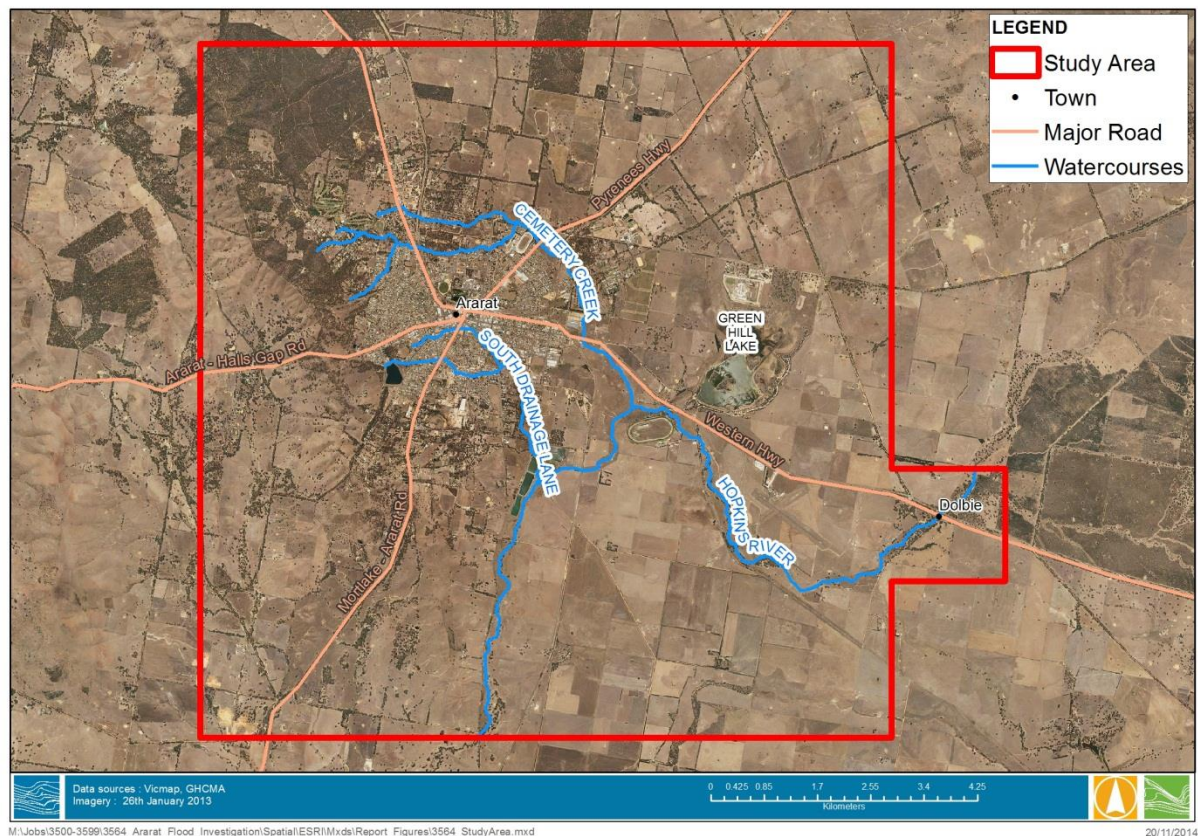 LEGEND
Study Area
Town
Major Road
Watercourses
Pyrenees Hwy
CEMETERY CREEK
Ararat
GREEN
HILL
LAKE
Ararat - Halls Gap Rd
SOUTH DRAINAGE LANE
Western Hwy
Mortlake - Ararat Rd
HOPKINS RIVER
Dolbie
Data sources : Vicmap, GHCMA
Imagery : 26th January 2013
0 0.425 0.85 1.7 2.55 3.4 4.25
Kilometers
M:\Jobs\3500-3599\3564_Ararat_Flood_Investigation\Spatial\ESRI\Mxds\Report_Figures\3564_StudyArea.mxd
20/11/2014